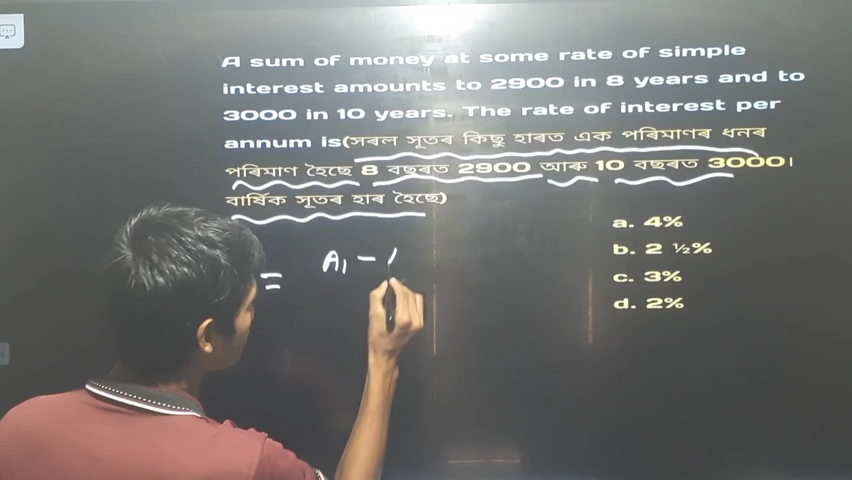 A sum of money at some rate of simple
interest amounts to 2900 in 8 years and to
3000 in 10 years. The rate of interest per
annum is(সৰল সূতৰ কিছু হাৰত এক পৰিমাণৰ ধনৰ
পৰিমাণ হৈছে 8 বছৰত 2900 আৰু 10 বছৰত 3000।
বাৰ্ষিক সূতৰ হাৰ হৈছে)
a. 4%
b. 2 ½%
c. 3%
d. 2%
= A₁ −